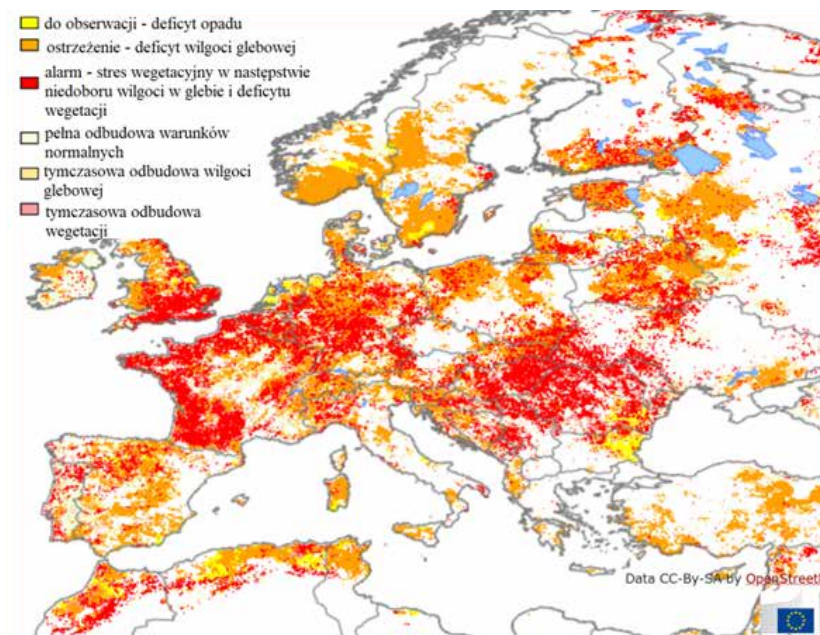 do obserwacji - deficyt opadu
ostrzeżenie - deficyt wilgoci glebowej
alarm - stres wegetacyjny w następstwie
niedoboru wilgoci w glebie i deficytu
wegetacji
pełna odbudowa warunków
normalnych
tymczasowa odbudowa wilgoci
glebowej
tymczasowa odbudowa
wegetacji
Data CC-By-SA by OpenStreetM